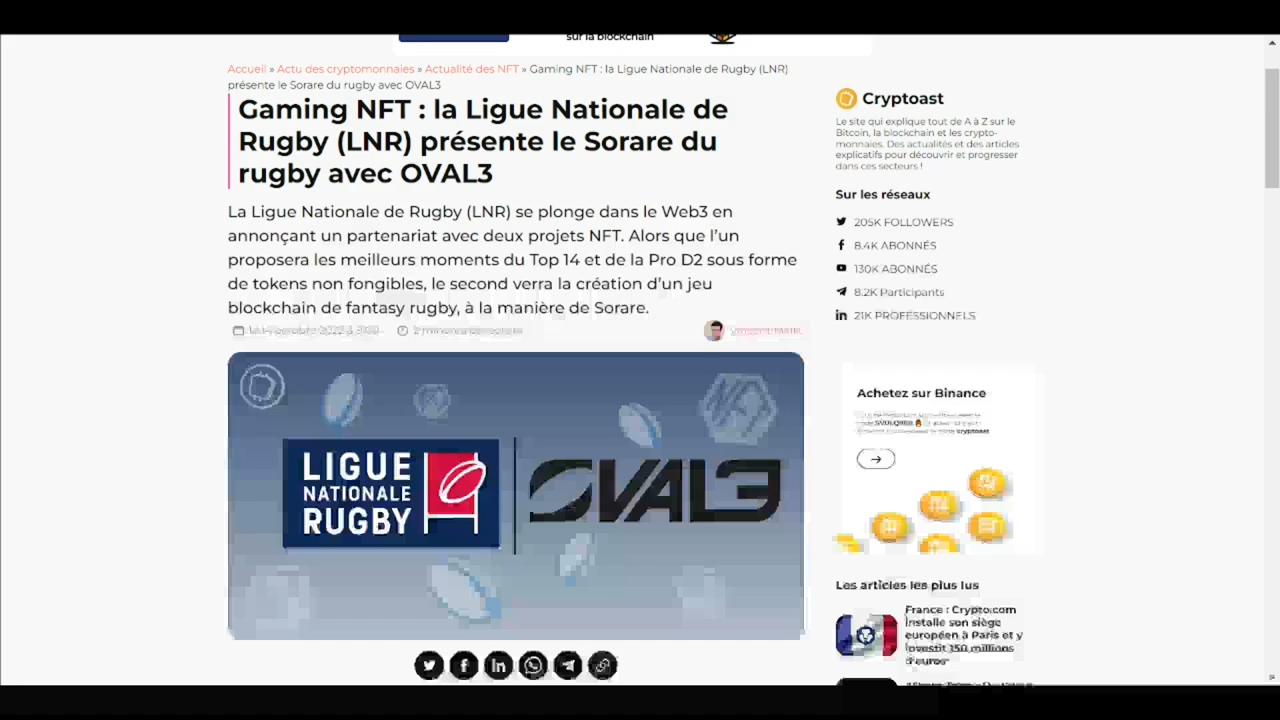 sur la blockchain
Accueil » Actu des cryptomonnaies » Actualité des NFT » Gaming NFT : la Ligue Nationale de Rugby (LNR)
présente le Sorare du rugby avec OVAL3
Gaming NFT : la Ligue Nationale de
Rugby (LNR) présente le Sorare du
rugby avec OVAL3
La Ligue Nationale de Rugby (LNR) se plonge dans le Web3 en
annonçant un partenariat avec deux projets NFT. Alors que l'un
proposera les meilleurs moments du Top 14 et de la Pro D2 sous forme
de tokens non fongibles, le second verra la création d'un jeu
blockchain de fantasy rugby, à la manière de Sorare.
LIGUE
NATIONALE
RUGBY
OVAL3
Cryptoast
Le site qui explique tout de A à Z sur le
Bitcoin, la blockchain et les crypto-
monnaies. Des actualités et des articles
explicatifs pour découvrir et progresser
dans ces secteurs !
Sur les réseaux
205K FOLLOWERS
8.4K ABONNÉS
130K ABONNÉS
8.2K Participants
21K PROFESSIONNELS
Achetez sur Binance
cryptoast
Les articles les plus lus
France : Crypto.com
installe son siège
européen à Paris et y
investit 150 millions
d'euros